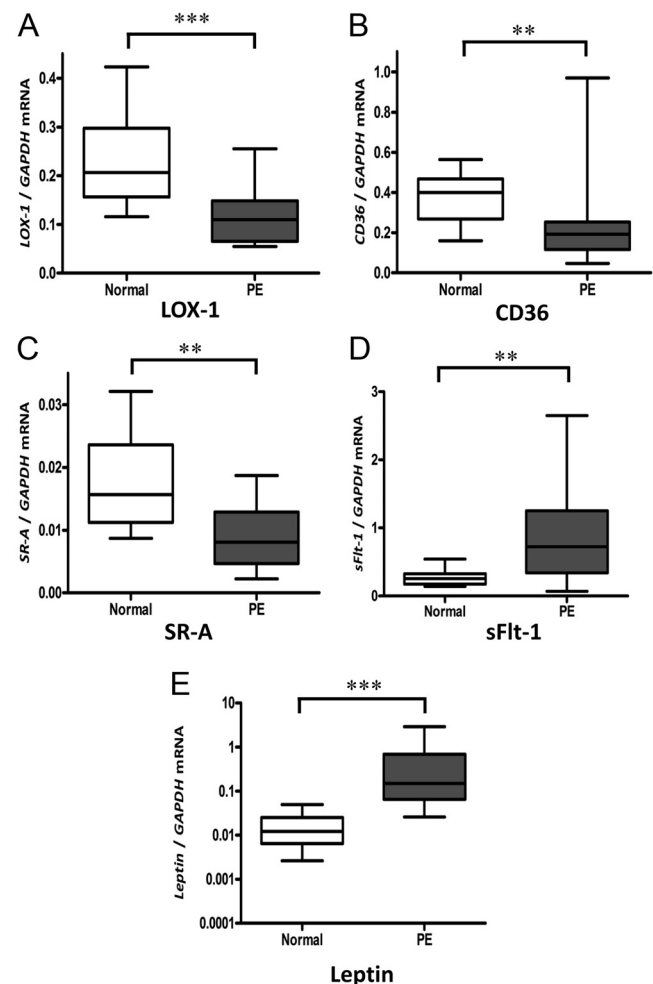 A
***
LOX-1 / GAPDH mRNA
0.4
0.3
0.2
0.1
0.0
Normal PE
LOX-1
B
**
CD36 / GAPDH mRNA
1.0
0.8
0.6
0.4
0.2
0.0
Normal PE
CD36
C
**
SR-A / GAPDH mRNA
0.03
0.02
0.01
0.00
Normal PE
SR-A
D
**
sFlt-1 / GAPDH mRNA
3
2
1
0
Normal PE
sFlt-1
E
***
Leptin / GAPDH mRNA
10
1
0.1
0.01
0.001
0.0001
Normal PE
Leptin